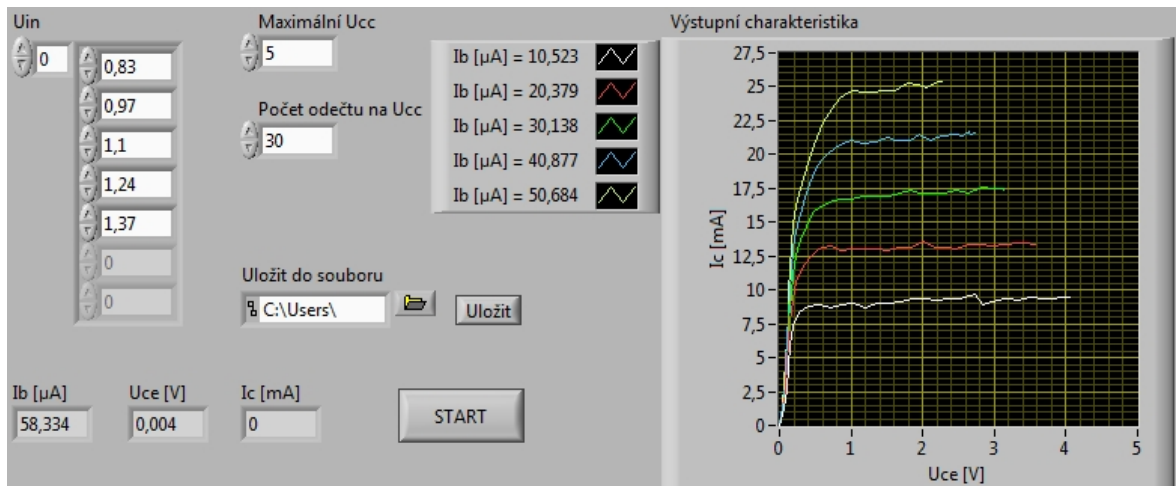 Uin
0
0,83
0,97
1,1
1,24
1,37
0
0
Maximální Ucc
5
Počet odečtu na Ucc
30
Ib [µA] = 10,523
Ib [µA] = 20,379
Ib [µA] = 30,138
Ib [µA] = 40,877
Ib [µA] = 50,684
Uložit do souboru
C:\Users\
Uložit
Ib [µA]
58,334
Uce [V]
0,004
Ic [mA]
0
START
Výstupní charakteristika
Ic [mA]
27,5
25
22,5
20
17,5
15
12,5
10
7,5
5
2,5
0
0 1 2 3 4 5
Uce [V]